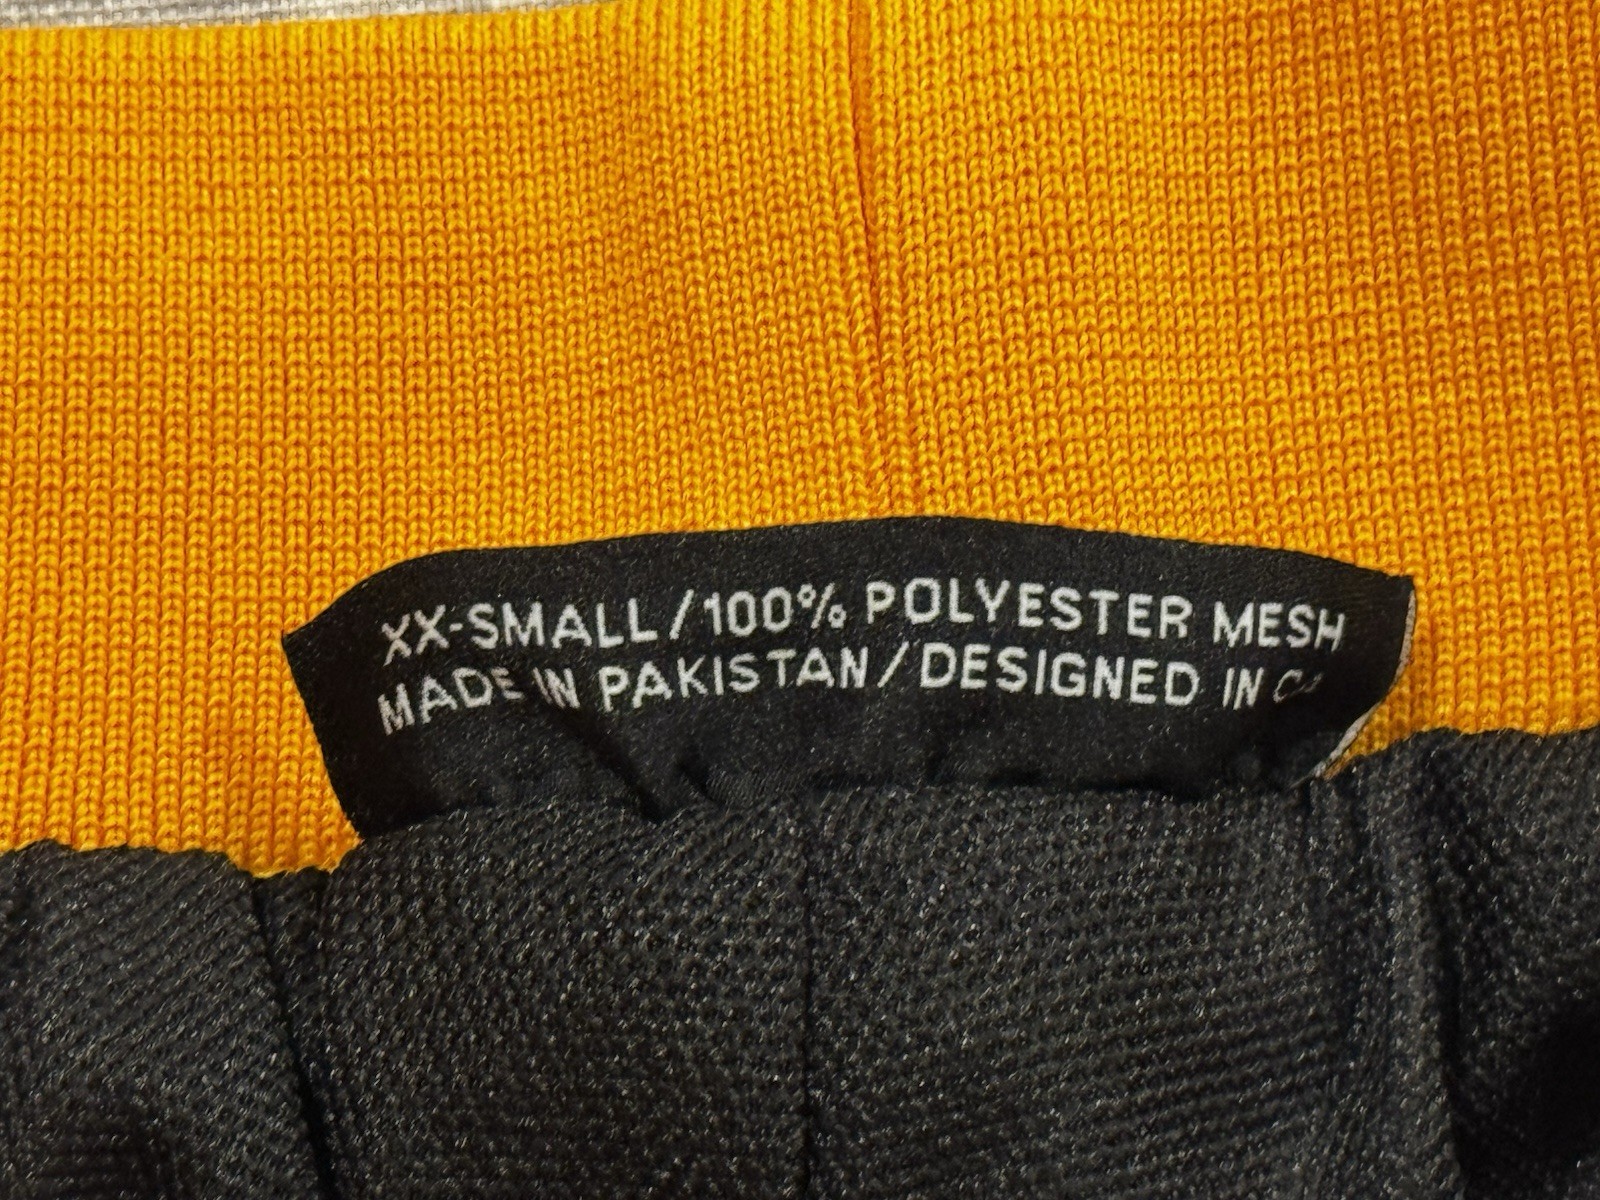 XX-SMALL/100% POLYESTER MESH
MADE IN PAKISTAN/DESIGNED IN